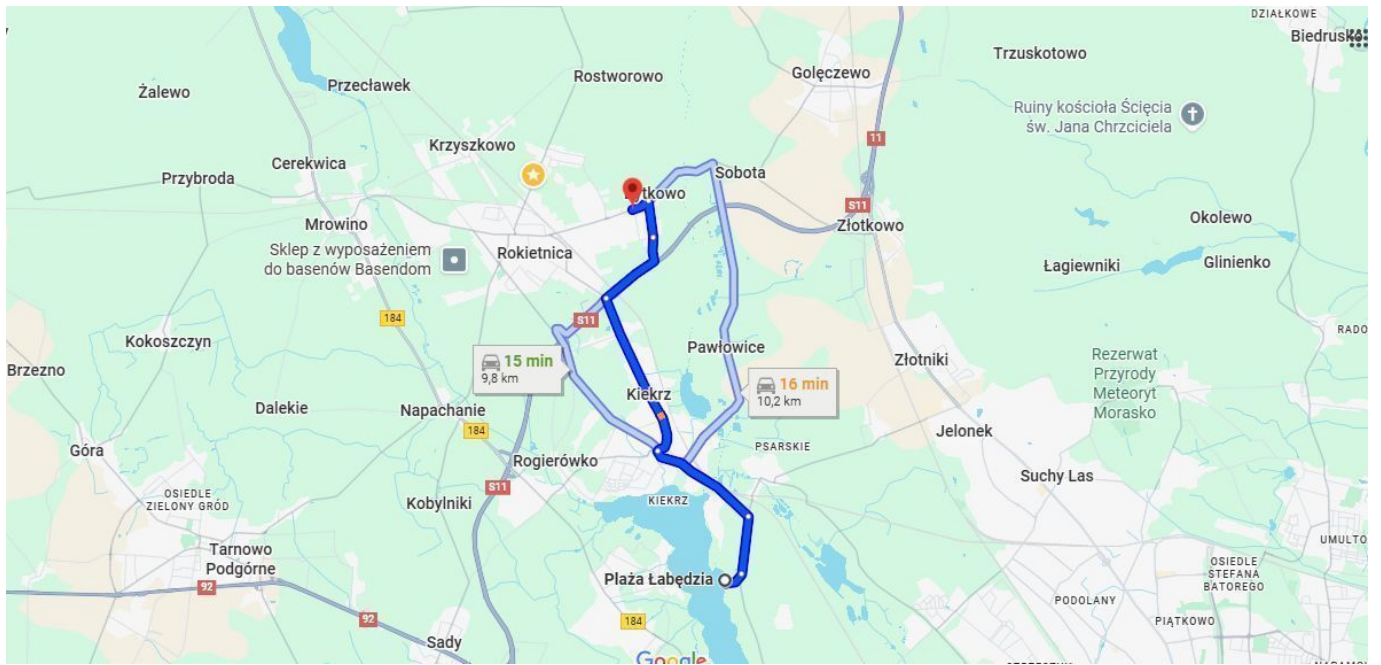 DZIAŁKOWE
Biedrusko
Trzuskotowo
Golęczewo
Rostworowo
Przecławek
Żalewo
Ruiny kościoła Ścięcia
św. Jana Chrzciciela
11
Krzyszkowo
Cerekwica
Przybroda
Sobota
S11
Mrowino
Okolewo
Złotkowo
Sklep z wyposażeniem
do basenów Basendom
Rokietnica
Łagiewniki
Glinienko
184
S11
Kokoszczyn
Pawłowice
Złotniki
Rezerwat
Przyrody
Meteoryt
Morasko
Brzezno
15 min
9,8 km
16 min
10,2 km
Kiekrz
Dalekie
Napachanie
184
Jelonek
Góra
PSARSKIE
Rogierówko
Suchy Las
S11
KIEKRZ
OSIEDLE
ZIELONY GRÓD
Kobylniki
Tarnowo
Podgórne
Plaża Łabędzia
OSIEDLE
STEFANA
BATOREGO
92
PODOLANY
PIĄTKOWO
92
184
Sady
Google